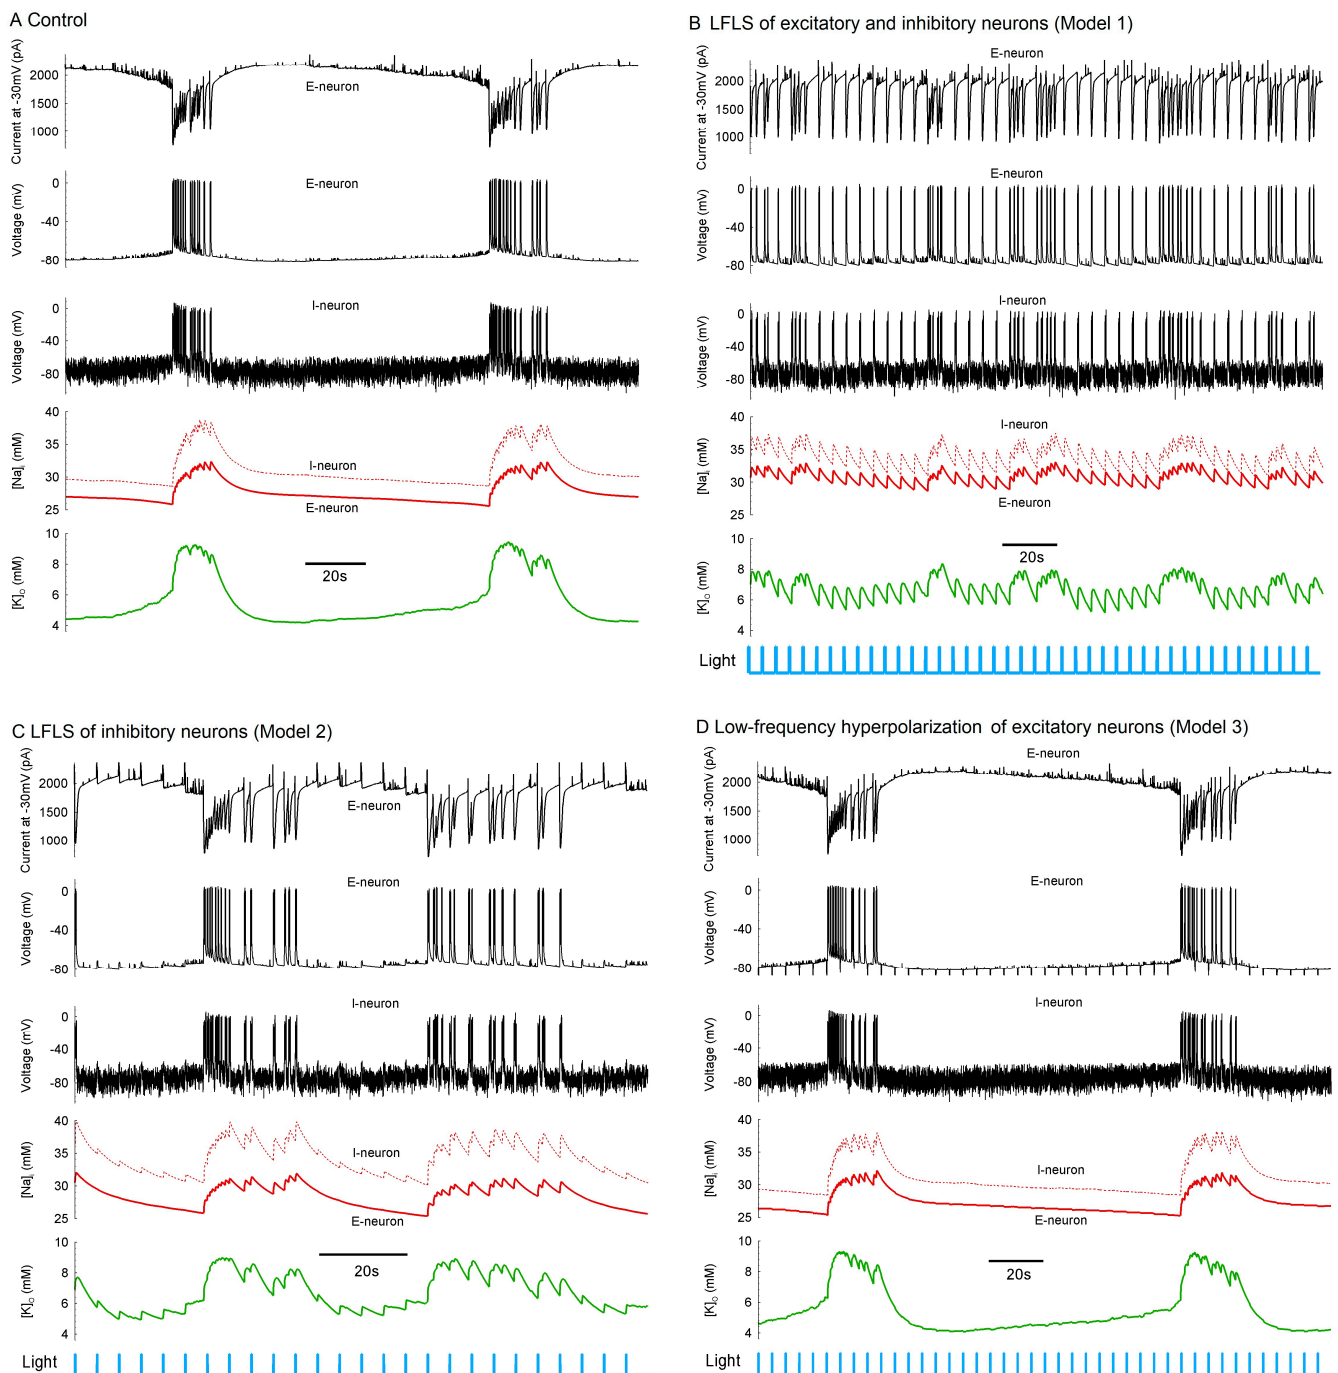 A Control
Current at -30mV (pA)
2000
1500
1000
E-neuron
Voltage (mV)
0
-40
-80
E-neuron
Voltage (mV)
0
-40
-80
I-neuron
[Na]i (mM)
40
35
30
25
I-neuron
E-neuron
[K]o (mM)
10
8
6
4
20s
B LFLS of excitatory and inhibitory neurons (Model 1)
E-neuron
Current at -30mV (pA)
2000
1500
1000
E-neuron
Voltage (mV)
0
-40
-80
I-neuron
Voltage (mV)
0
-40
-80
[Na]i (mM)
40
35
30
25
I-neuron
E-neuron
[K]o (mM)
10
8
6
4
20s
Light
C LFLS of inhibitory neurons (Model 2)
Current at -30mV (pA)
2000
1500
1000
E-neuron
Voltage (mV)
0
-40
-80
E-neuron
Voltage (mV)
0
-40
-80
I-neuron
[Na]i (mM)
40
35
30
25
I-neuron
E-neuron
[K]o (mM)
10
8
6
4
20s
Light
D Low-frequency hyperpolarization of excitatory neurons (Model 3)
E-neuron
Current at -30mV (pA)
2000
1500
1000
E-neuron
Voltage (mV)
0
-40
-80
I-neuron
Voltage (mV)
0
-40
-80
[Na]i (mM)
40
35
30
25
I-neuron
E-neuron
[K]o (mM)
10
8
6
4
20s
Light